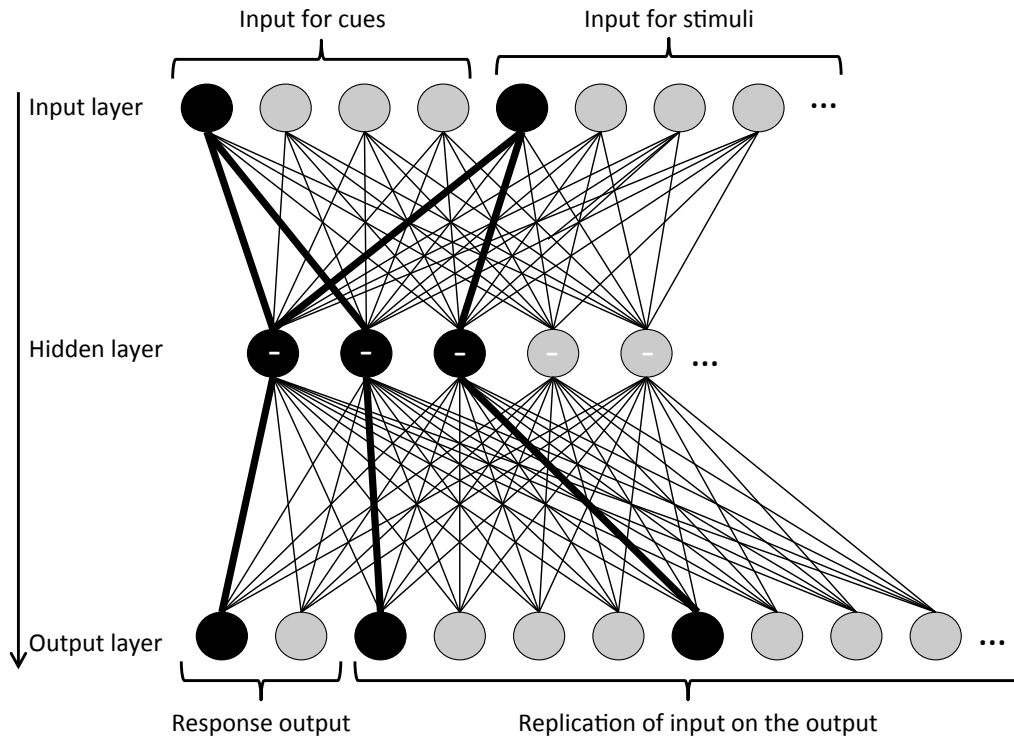 Input for cues
Input for stimuli
Input layer
...
Hidden layer
- - - - -
...
Output layer
...
Response output
Replication of input on the output